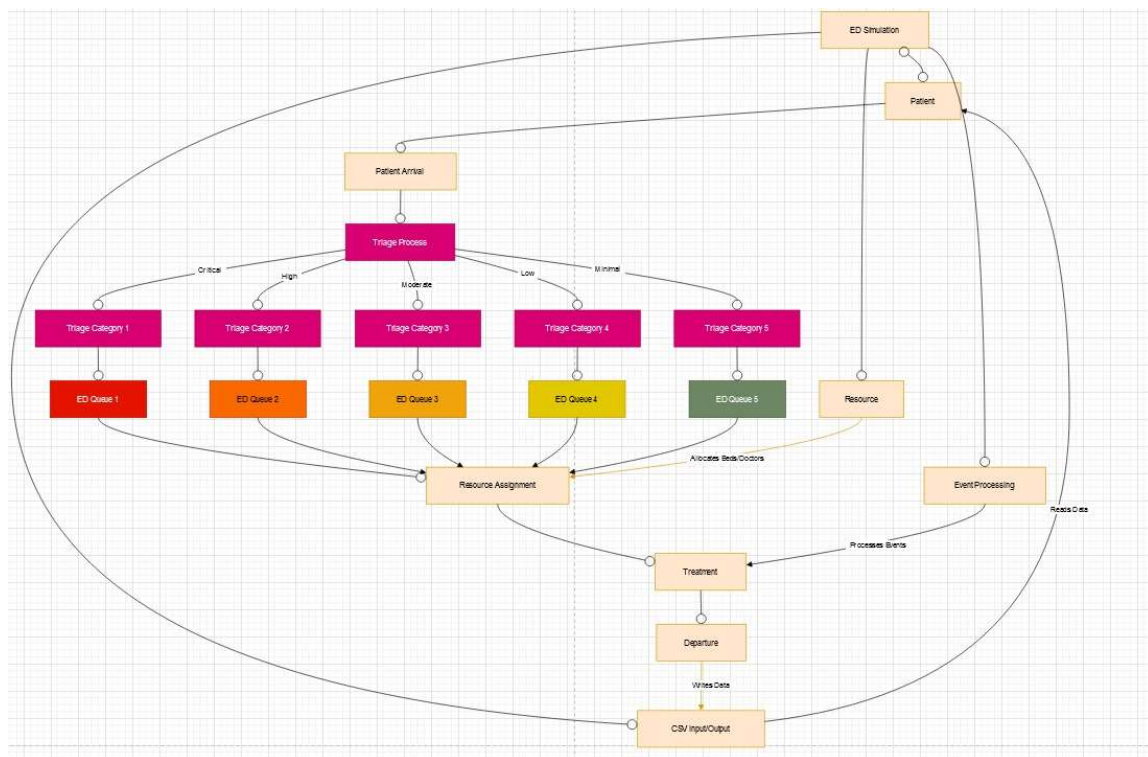 ED Simulation
Patient
Patient Arrival
Triage Process
Critical
High
Moderate
Low
Minimal
Triage Category 1
Triage Category 2
Triage Category 3
Triage Category 4
Triage Category 5
ED Queue 1
ED Queue 2
ED Queue 3
ED Queue 4
ED Queue 5
Resource
Allocates Beds/Doctors
Resource Assignment
Event Processing
Reads Data
Processes Events
Treatment
Departure
Writes Data
CSV Input/Output